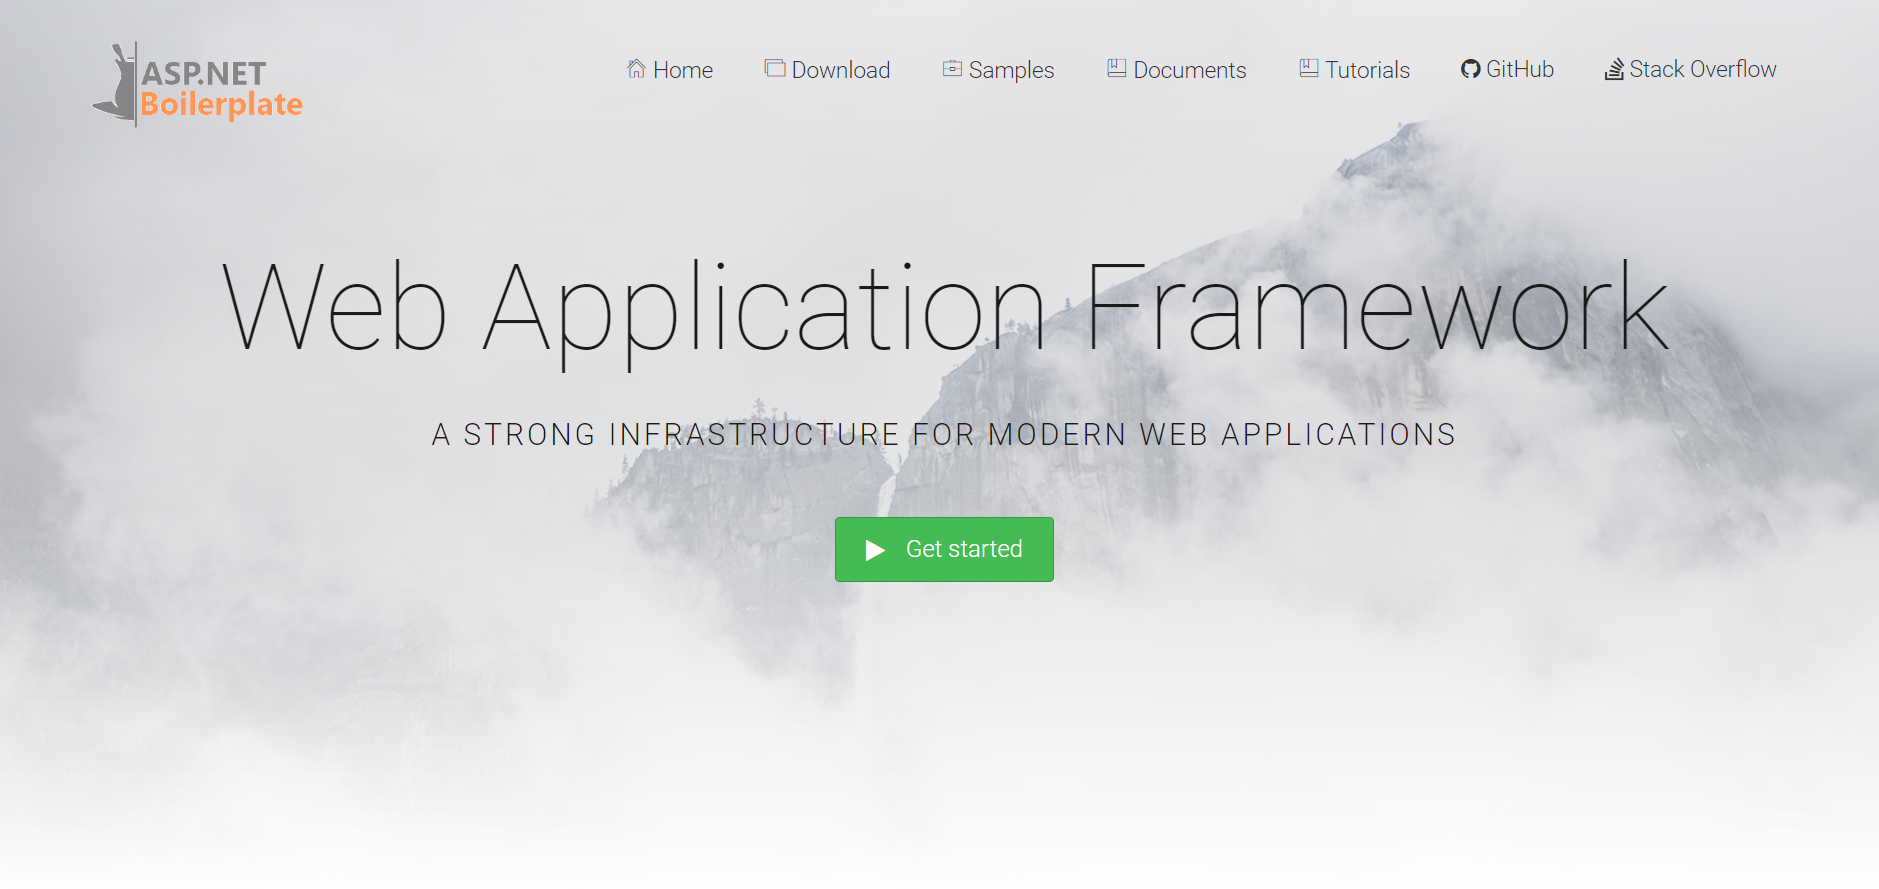 ASP.NET
Boilerplate
Home Download Samples Documents Tutorials GitHub Stack Overflow
Web Application Framework
A STRONG INFRASTRUCTURE FOR MODERN WEB APPLICATIONS
Get started